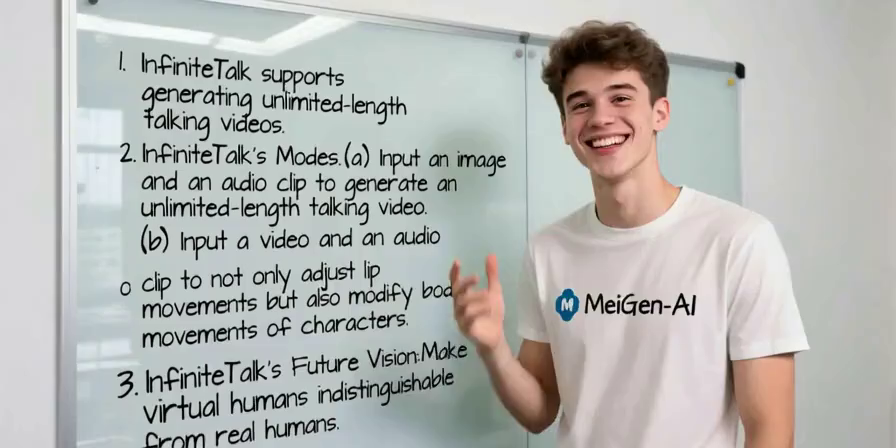 1. InfiniteTalk supports
generating unlimited-length
talking videos.
2. InfiniteTalk's Modes.(a) Input an image
and an audio clip to generate an
unlimited-length talking video.
(b) Input a video and an audio
o clip to not only adjust lip
movements but also modify bod
movements of characters.
3. InfiniteTalk's Future Vision:Make
virtual humans indistinguishable
from real humans.
M MeiGen-AI